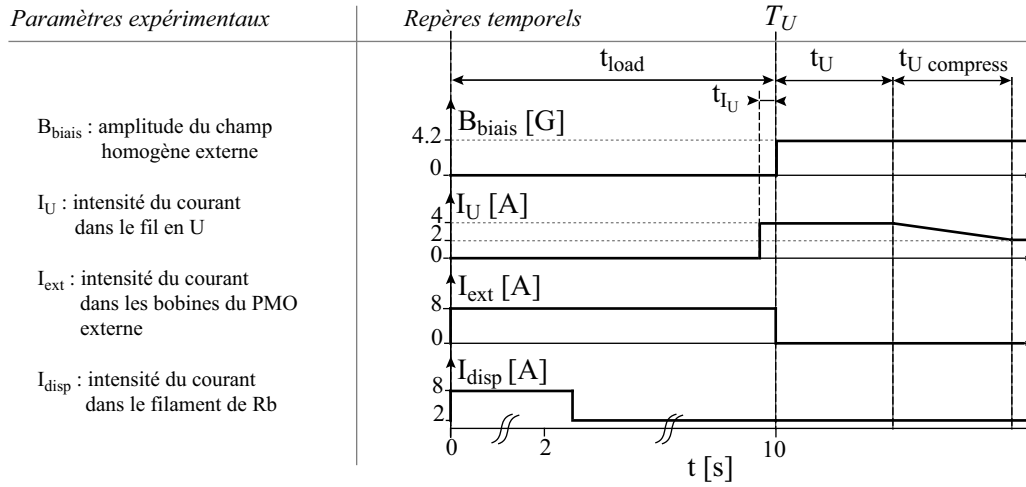 Paramètres expérimentaux
Repères temporels
T_U
t_load
t_U
t_U compress
t_I_U
B_biais : amplitude du champ
homogène externe
B_biais [G]
4.2
0
I_U : intensité du courant
dans le fil en U
I_U [A]
4
2
0
I_ext : intensité du courant
dans les bobines du PMO
externe
I_ext [A]
8
0
I_disp : intensité du courant
dans le filament de Rb
I_disp [A]
8
2
0
2
10
t [s]